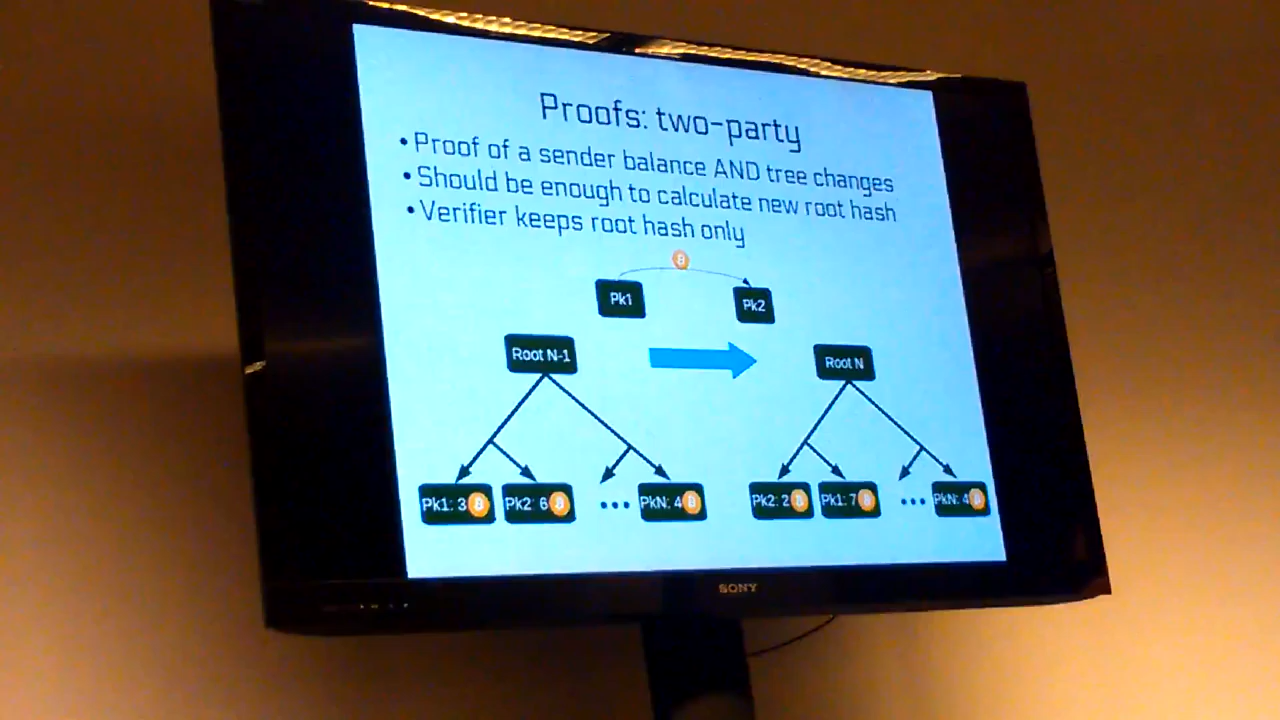 Proofs: two-party
• Proof of a sender balance AND tree changes
• Should be enough to calculate new root hash
• Verifier keeps root hash only
Pk1
Pk2
Root N-1
Root N
Pk1: 3
Pk2: 6
...
PkN: 4
Pk2: 2
Pk1: 7
...
PkN: 4
SONY